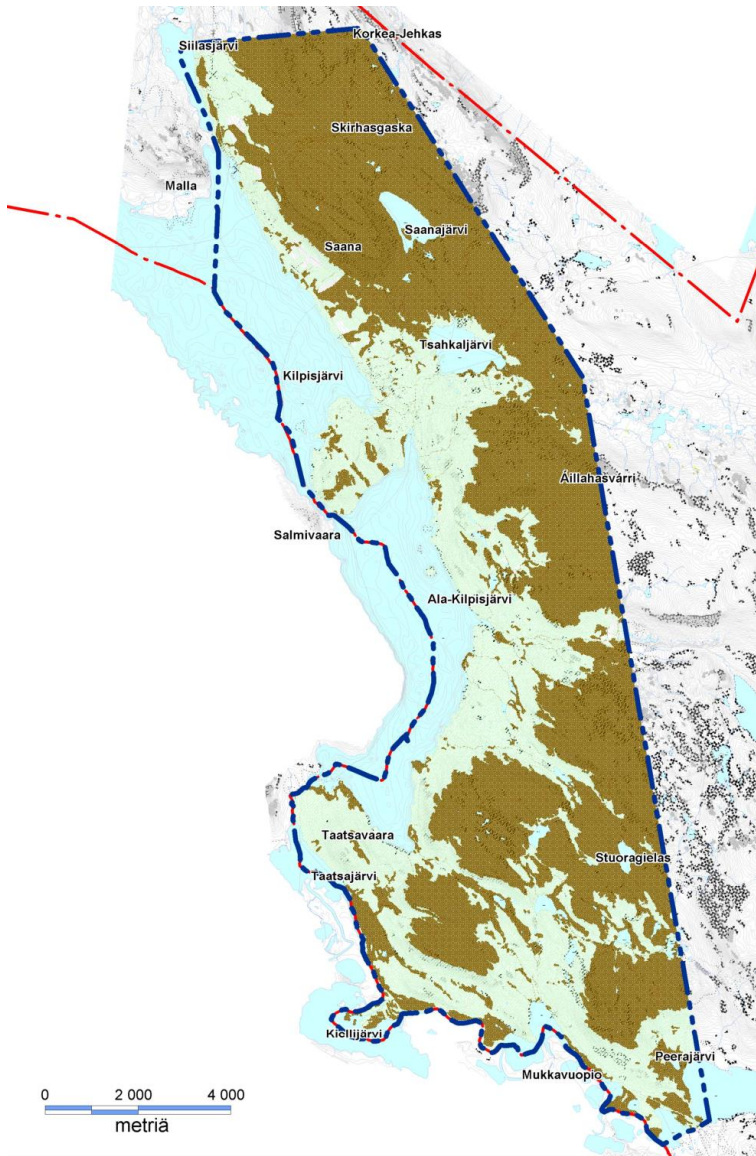 Korkea-Jehkas
Siilasjärvi
Skirhasgaska
Malla
Saanajärvi
Saana
Tsahkaljärvi
Kilpisjärvi
Áillahasvárri
Salmivaara
Ala-Kilpisjärvi
Taatsavaara
Stuoragielas
Taatsajärvi
Kicllijärvi
Peerajärvi
Mukkavuopio
0 2 000 4 000
metriä